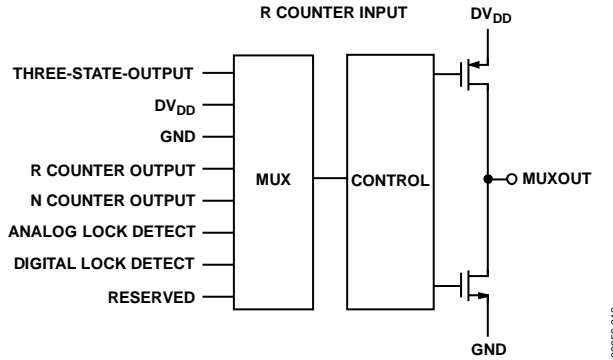 R COUNTER INPUT
DVDD
THREE-STATE-OUTPUT
DVDD
GND
R COUNTER OUTPUT
N COUNTER OUTPUT
ANALOG LOCK DETECT
DIGITAL LOCK DETECT
RESERVED
MUX
CONTROL
MUXOUT
GND